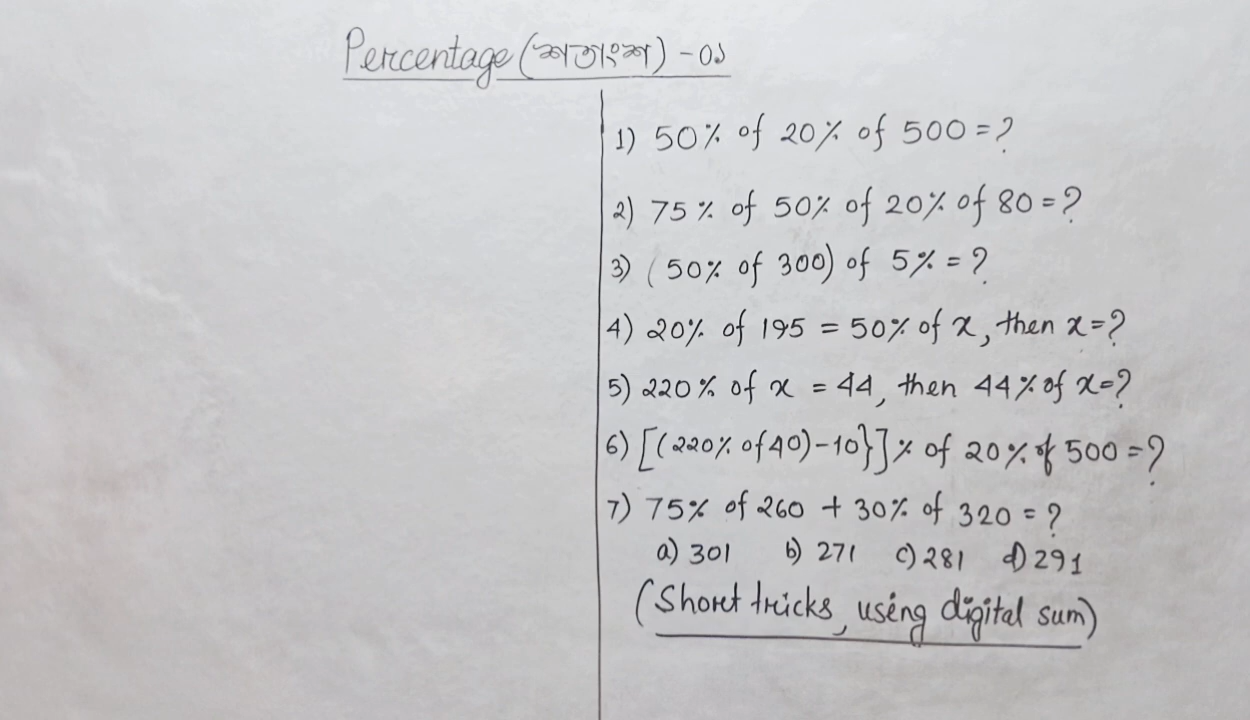 Percentage (শতাংশ) - ০১
1) 50% of 20% of 500 = ?
2) 75% of 50% of 20% of 80 = ?
3) (50% of 300) of 5% = ?
4) 20% of 195 = 50% of x, then x = ?
5) 220% of x = 44, then 44% of x = ?
6) [(220% of 40) - 10}]% of 20% of 500 = ?
7) 75% of 260 + 30% of 320 = ?
a) 301 b) 271 c) 281 d) 291
(Short tricks, using digital sum)